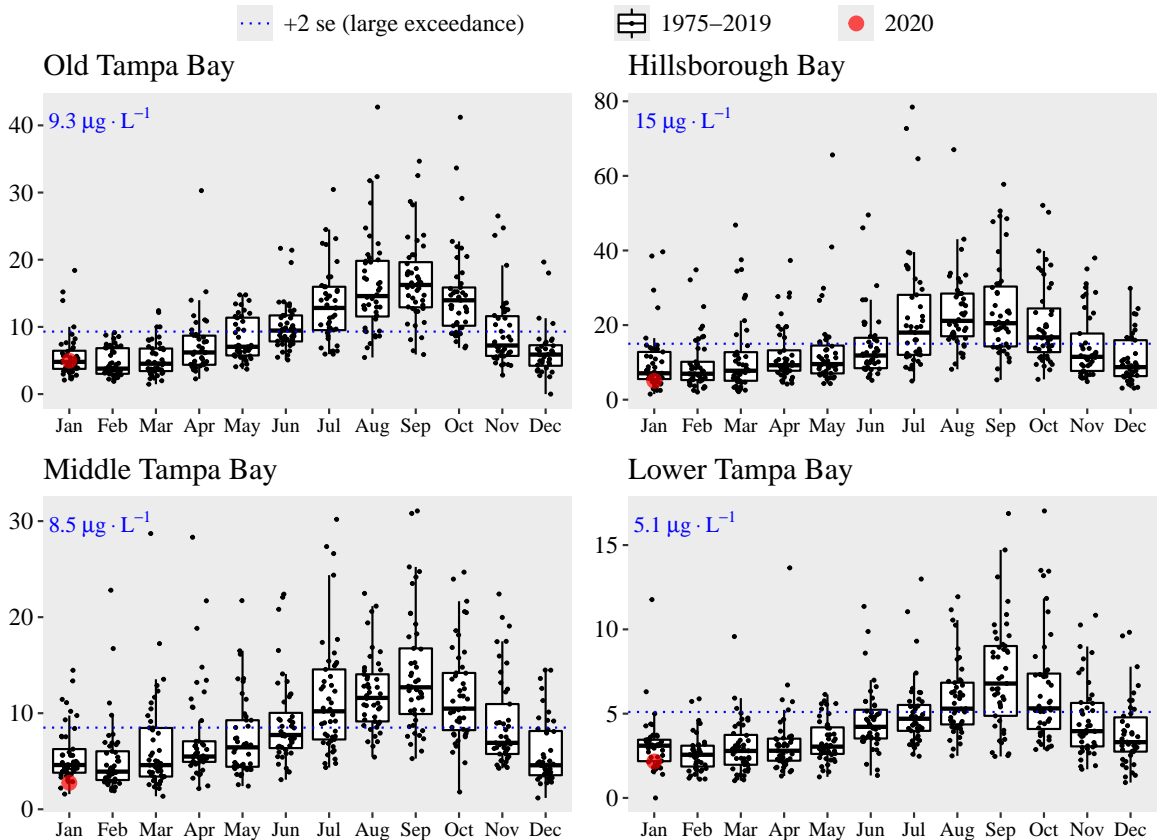 +2 se (large exceedance) 1975–2019 2020
Old Tampa Bay
9.3 μg · L⁻¹
40
30
20
10
0
Jan Feb Mar Apr May Jun Jul Aug Sep Oct Nov Dec
Hillsborough Bay
15 μg · L⁻¹
80
60
40
20
0
Jan Feb Mar Apr May Jun Jul Aug Sep Oct Nov Dec
Middle Tampa Bay
8.5 μg · L⁻¹
30
20
10
0
Jan Feb Mar Apr May Jun Jul Aug Sep Oct Nov Dec
Lower Tampa Bay
5.1 μg · L⁻¹
15
10
5
0
Jan Feb Mar Apr May Jun Jul Aug Sep Oct Nov Dec